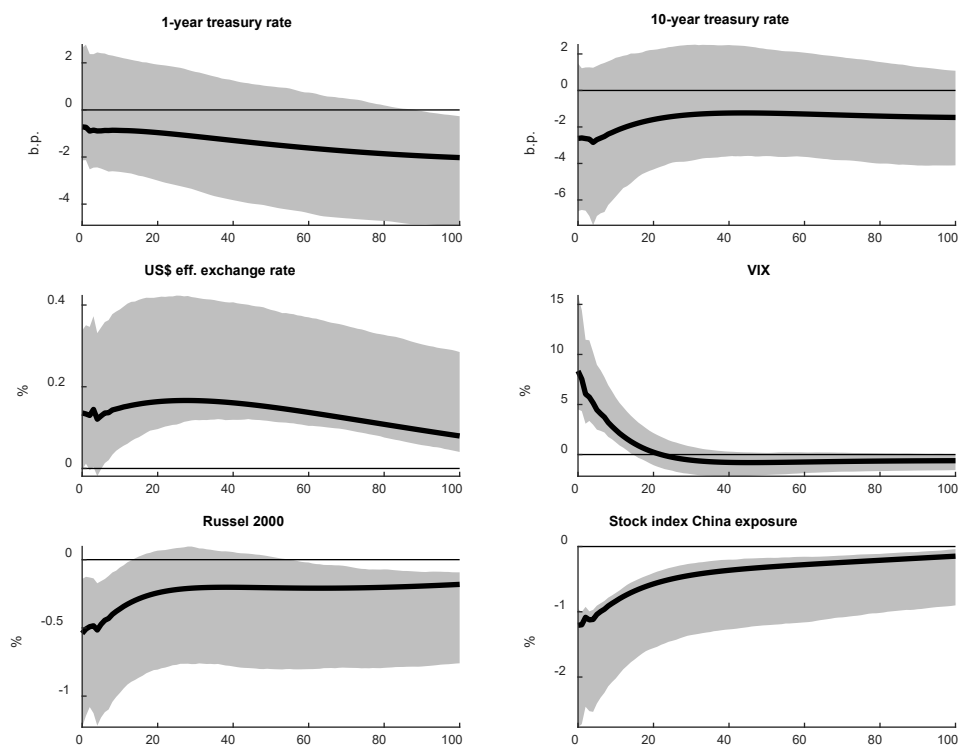 1-year treasury rate
b.p.
2
0
-2
-4
0 20 40 60 80 100
10-year treasury rate
b.p.
2
0
-2
-4
-6
0 20 40 60 80 100
US$ eff. exchange rate
%
0.4
0.2
0
0 20 40 60 80 100
VIX
%
15
10
5
0
0 20 40 60 80 100
Russel 2000
%
0
-0.5
-1
0 20 40 60 80 100
Stock index China exposure
%
0
-1
-2
0 20 40 60 80 100